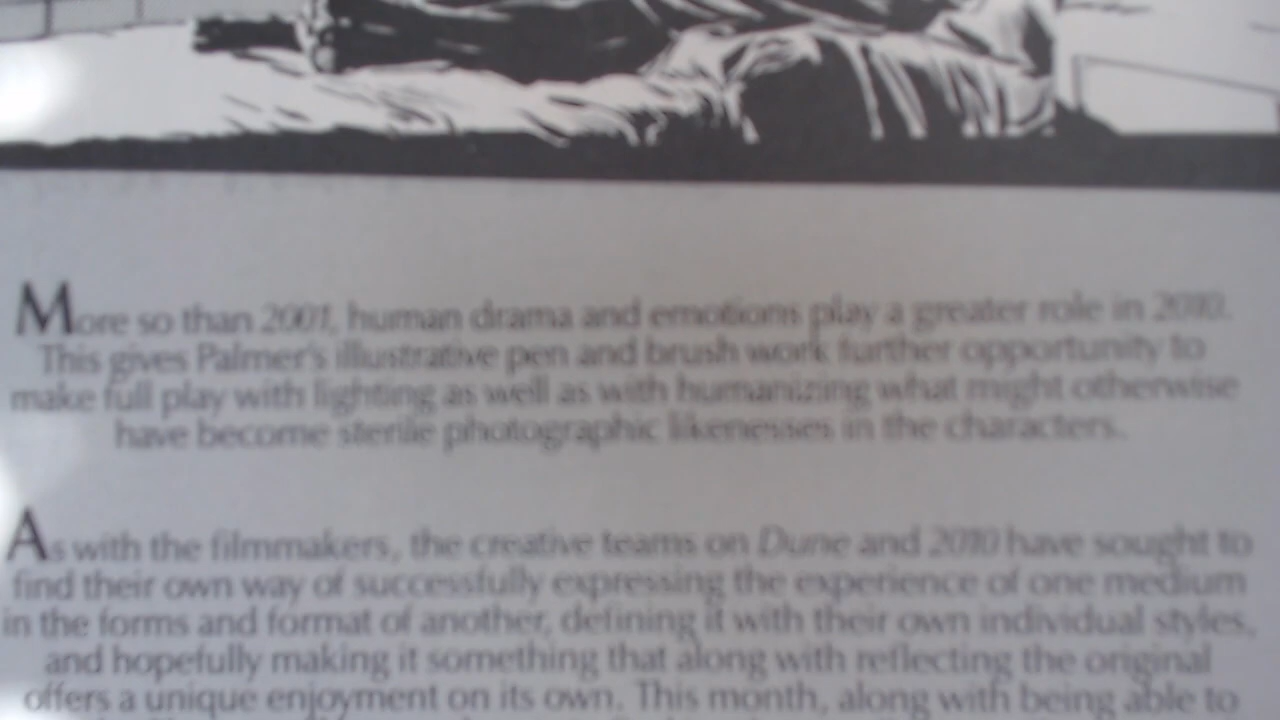 More so than 2001, human drama and emotions play a greater role in 2010.
This gives Palmer's illustrative pen and brush work further opportunity to
make full play with lighting as well as with humanizing what might otherwise
have become sterile photographic likenesses in the characters.
As with the filmmakers, the creative teams on Dune and 2010 have sought to
find their own way of successfully expressing the experience of one medium
in the forms and format of another, defining it with their own individual styles,
and hopefully making it something that along with reflecting the original
offers a unique enjoyment on its own. This month, along with being able to